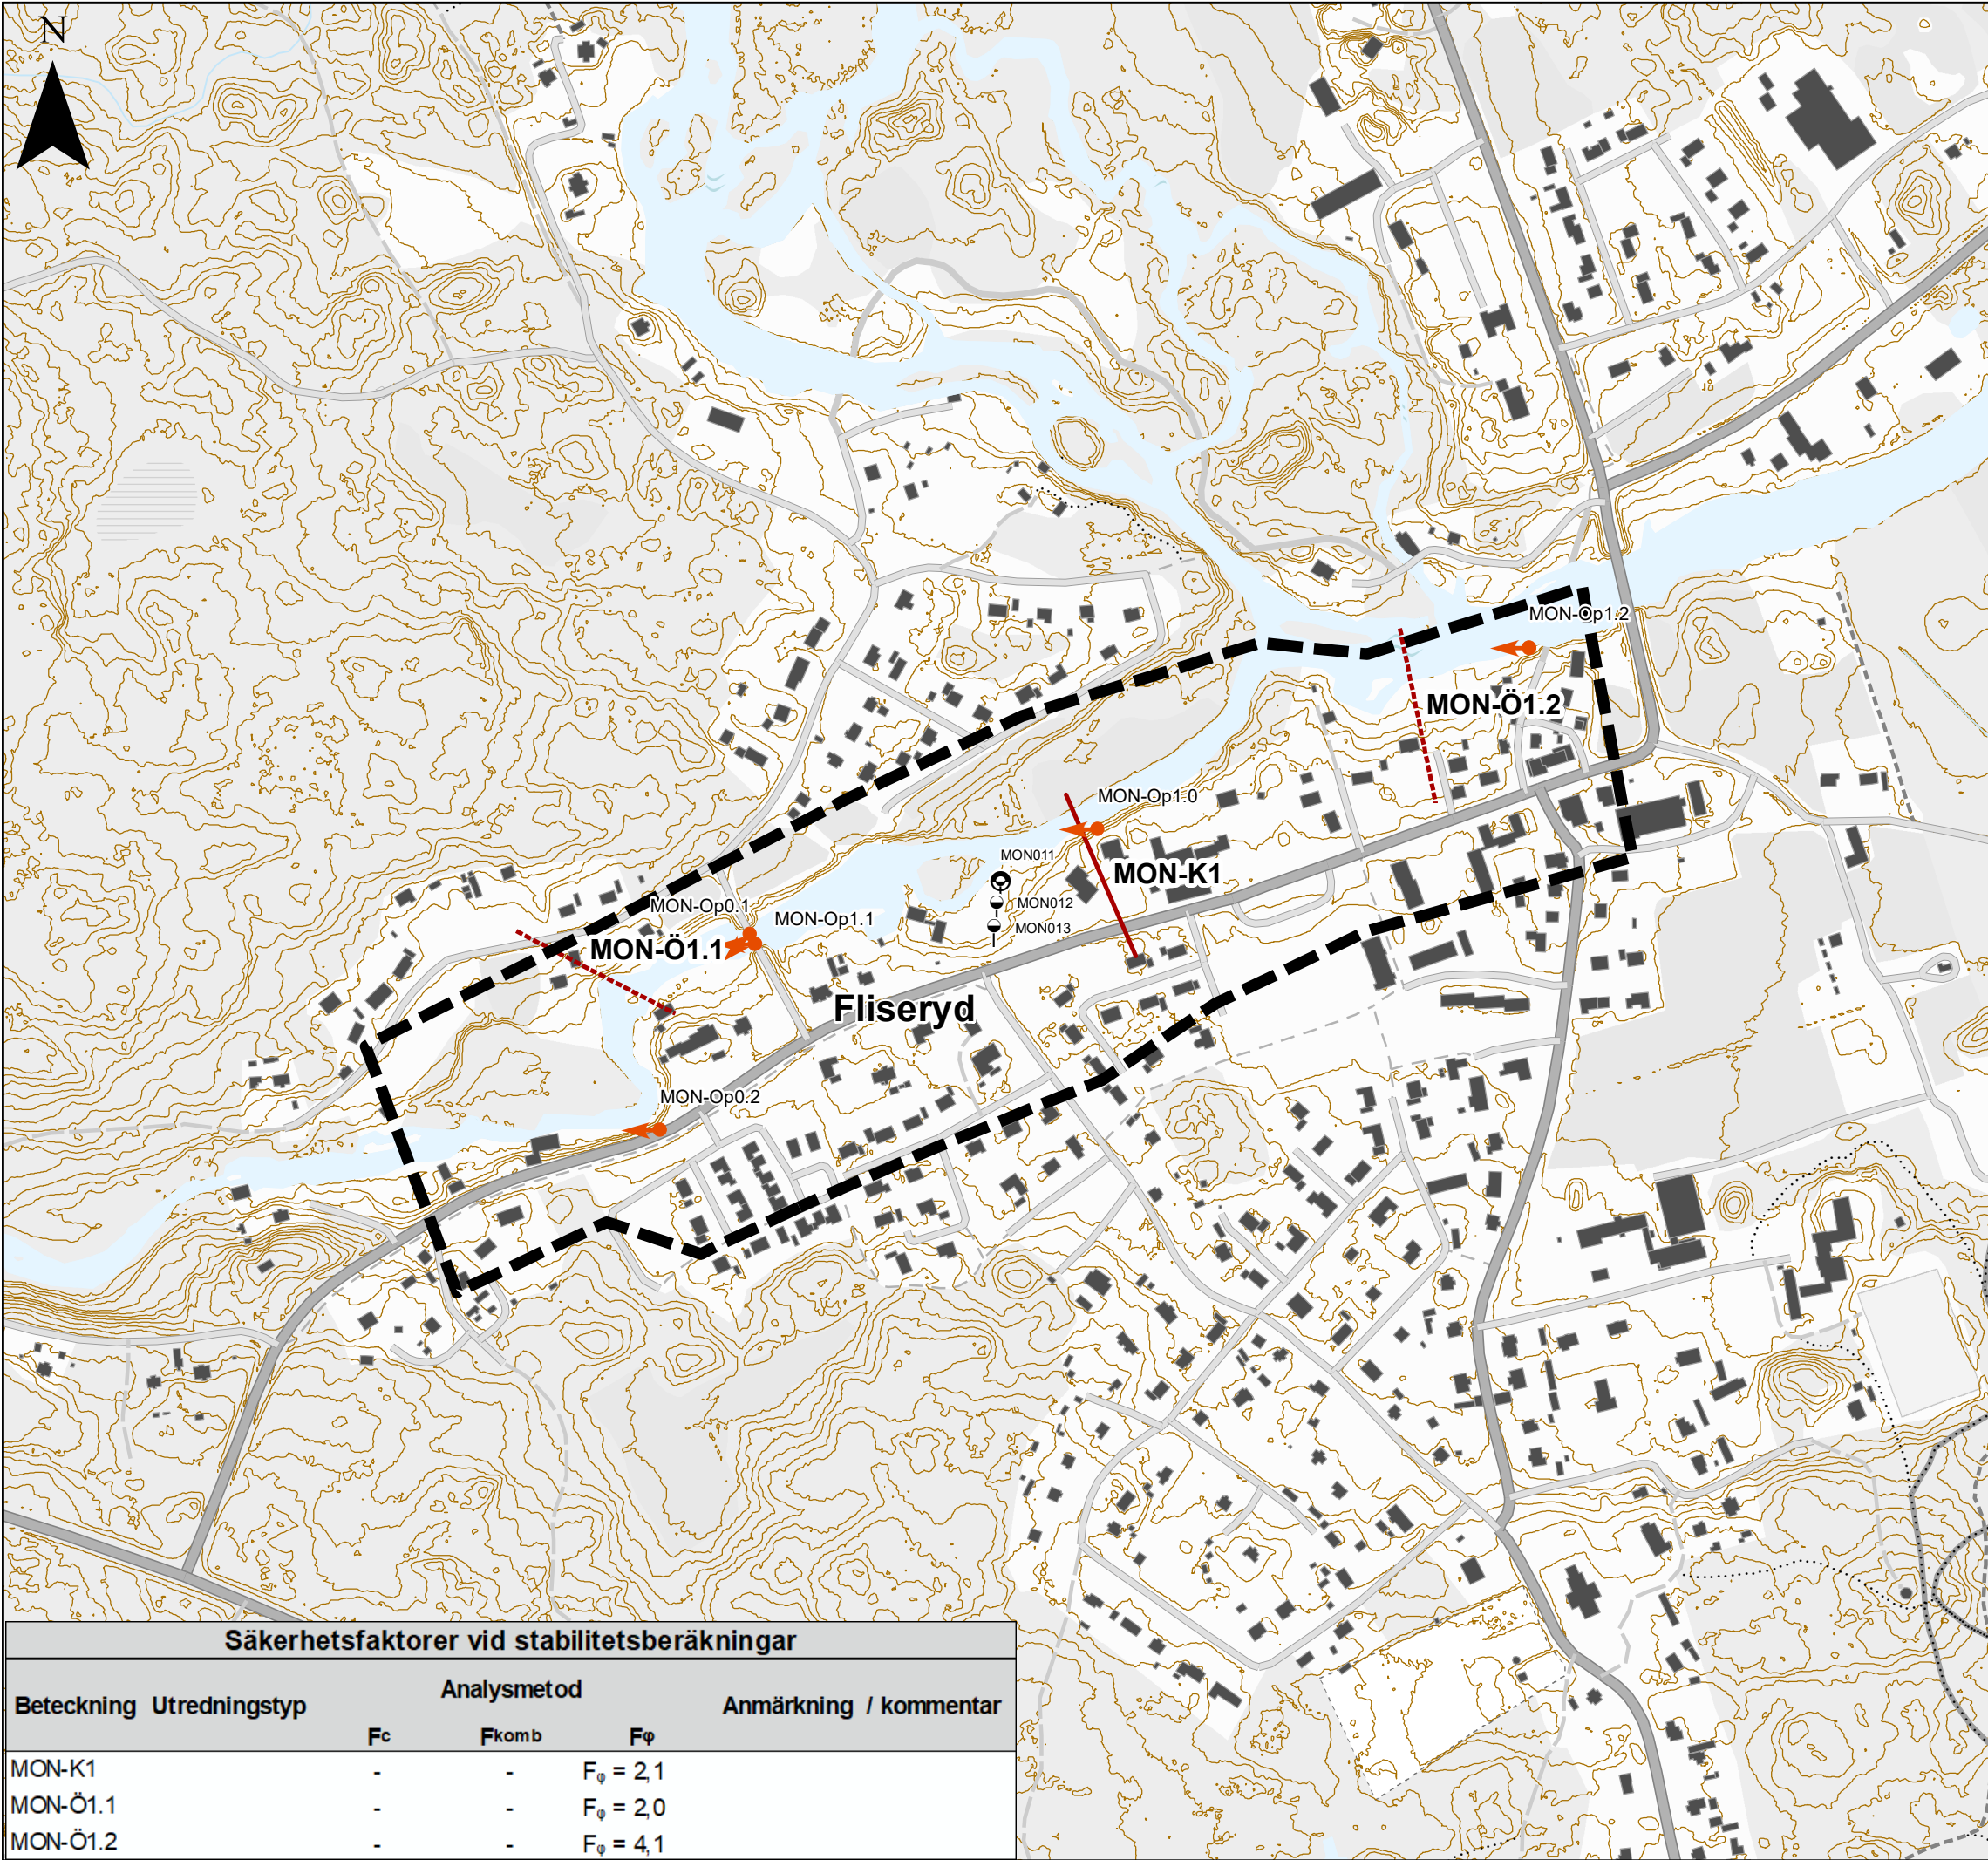 N
MON-Op1.2
MON-Ö1.2
MON-Op1.0
MON011
MON-K1
MON-Op0.1
MON012
MON-Op1.1
MON013
MON-Ö1.1
Fliseryd
MON-Op0.2
Säkerhetsfaktorer vid stabilitetsberäkningar
Beteckning Utredningstyp Analysmetod Anmärkning / kommentar
Fc Fkomb Fφ
MON-K1 - - Fφ = 2,1
MON-Ö1.1 - - Fφ = 2,0
MON-Ö1.2 - - Fφ = 4,1